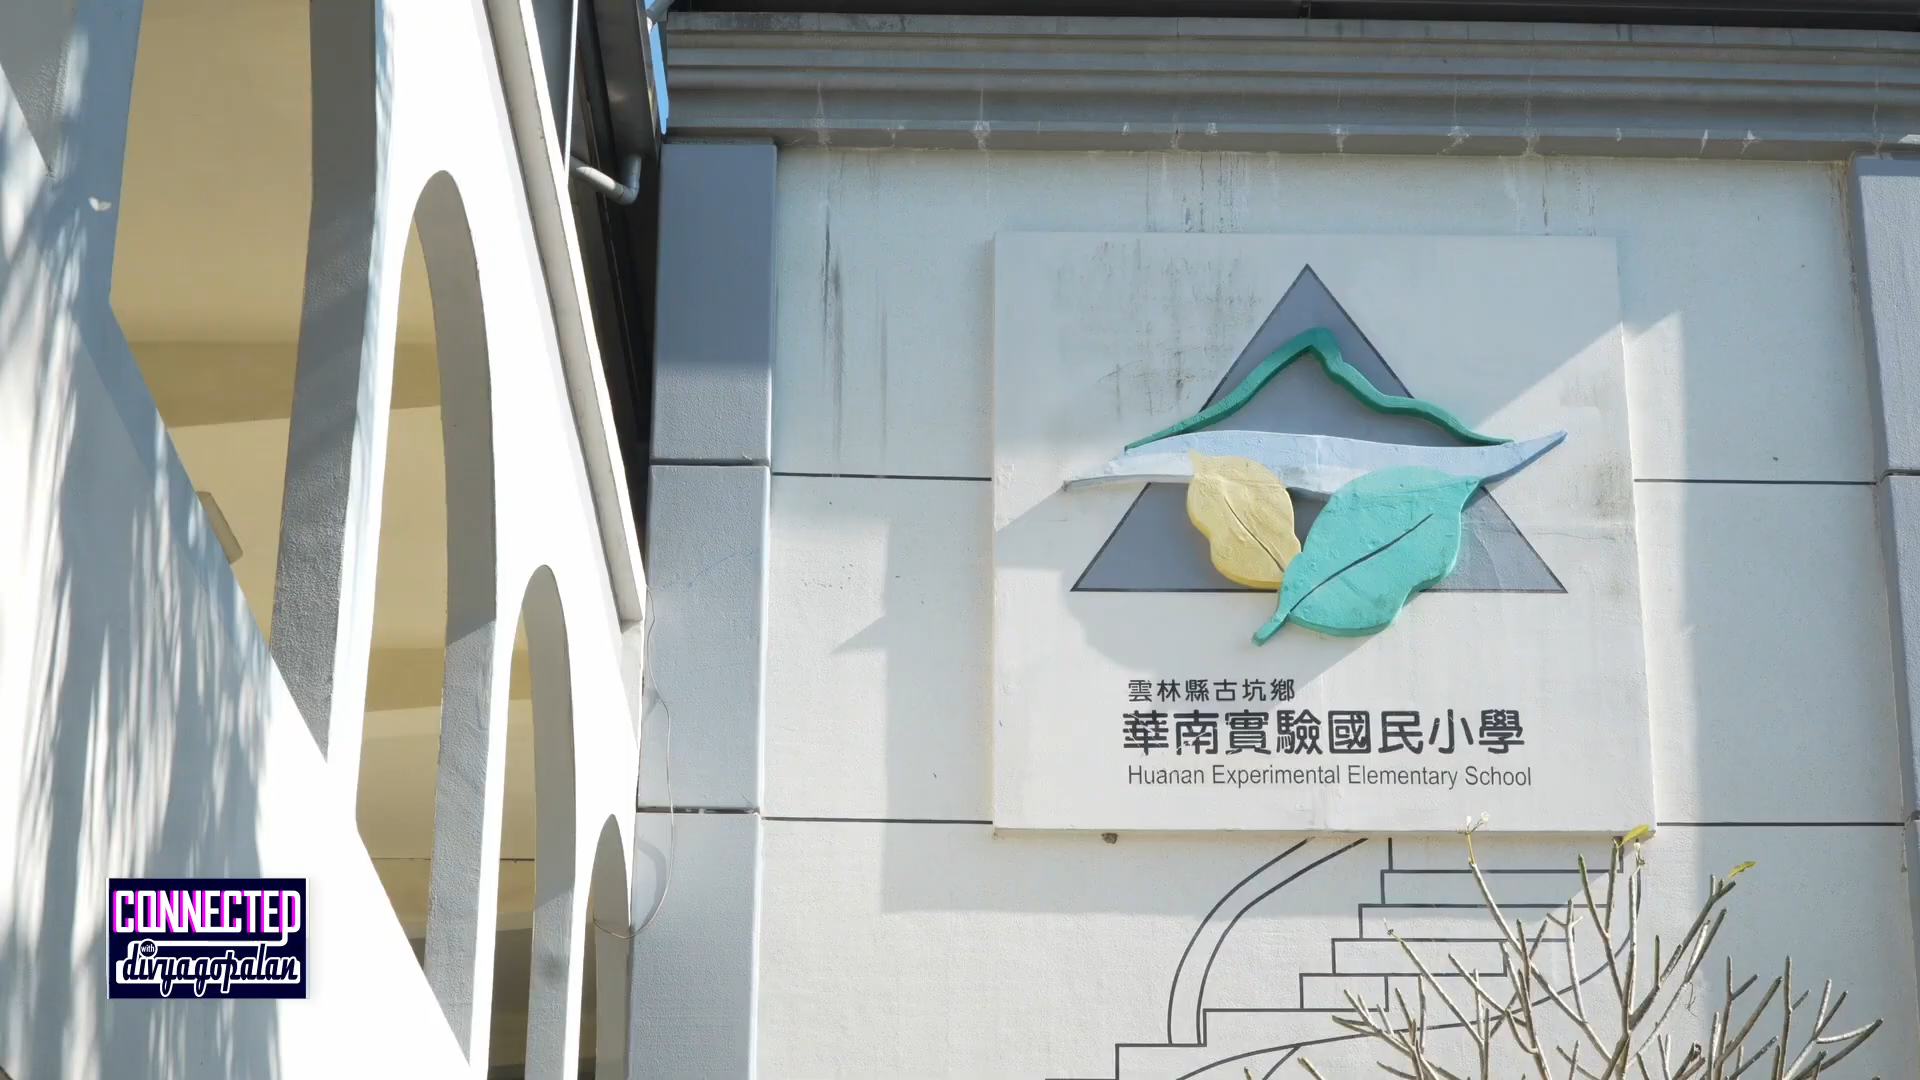 雲林縣古坑鄉
華南實驗國民小學
Huanan Experimental Elementary School
CONNECTED
with
divyagopalan